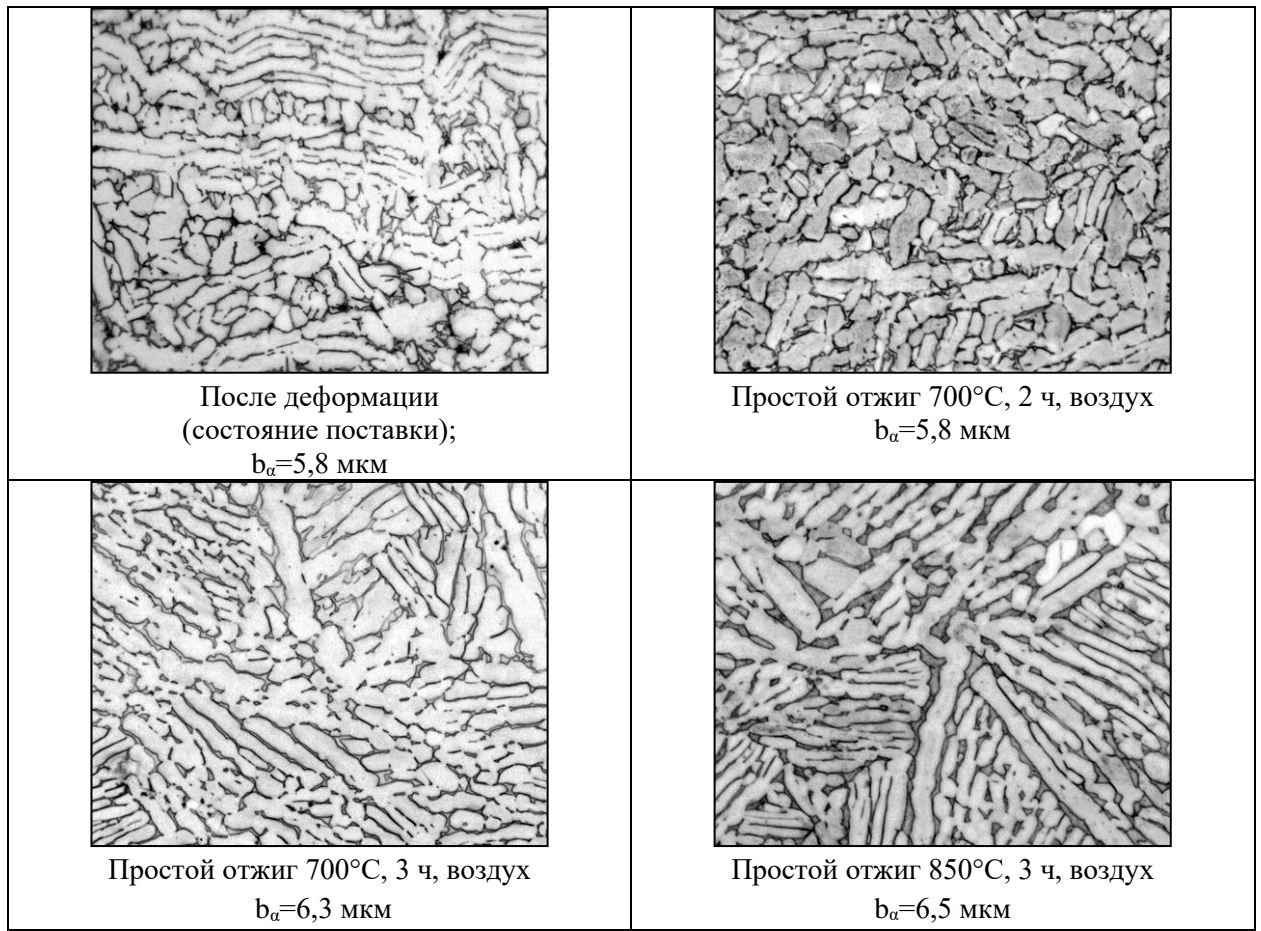 После деформации
(состояние поставки);
bα=5,8 мкм
Простой отжиг 700°С, 2 ч, воздух
bα=5,8 мкм
Простой отжиг 700°С, 3 ч, воздух
bα=6,3 мкм
Простой отжиг 850°С, 3 ч, воздух
bα=6,5 мкм